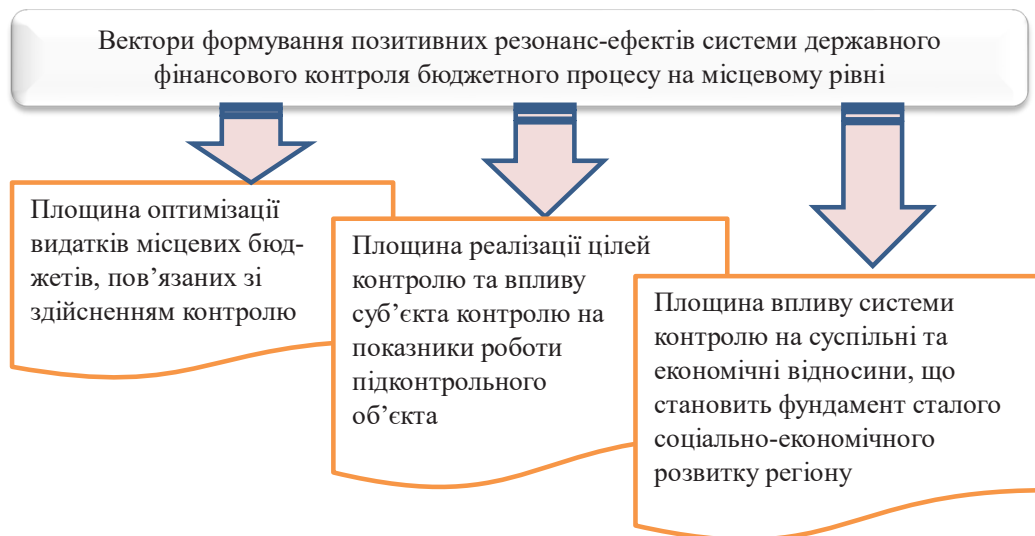 Вектори формування позитивних резонанс-ефектів системи державного
фінансового контроля бюджетного процесу на місцевому рівні
Площина оптимізації
видатків місцевих бюд-
жетів, пов’язаних зі
здійсненням контролю
Площина реалізації цілей
контролю та впливу
суб’єкта контролю на
показники роботи
підконтрольного
об’єкта
Площина впливу системи
контролю на суспільні та
економічні відносини, що
становить фундамент сталого
соціально-економічного
розвитку регіону